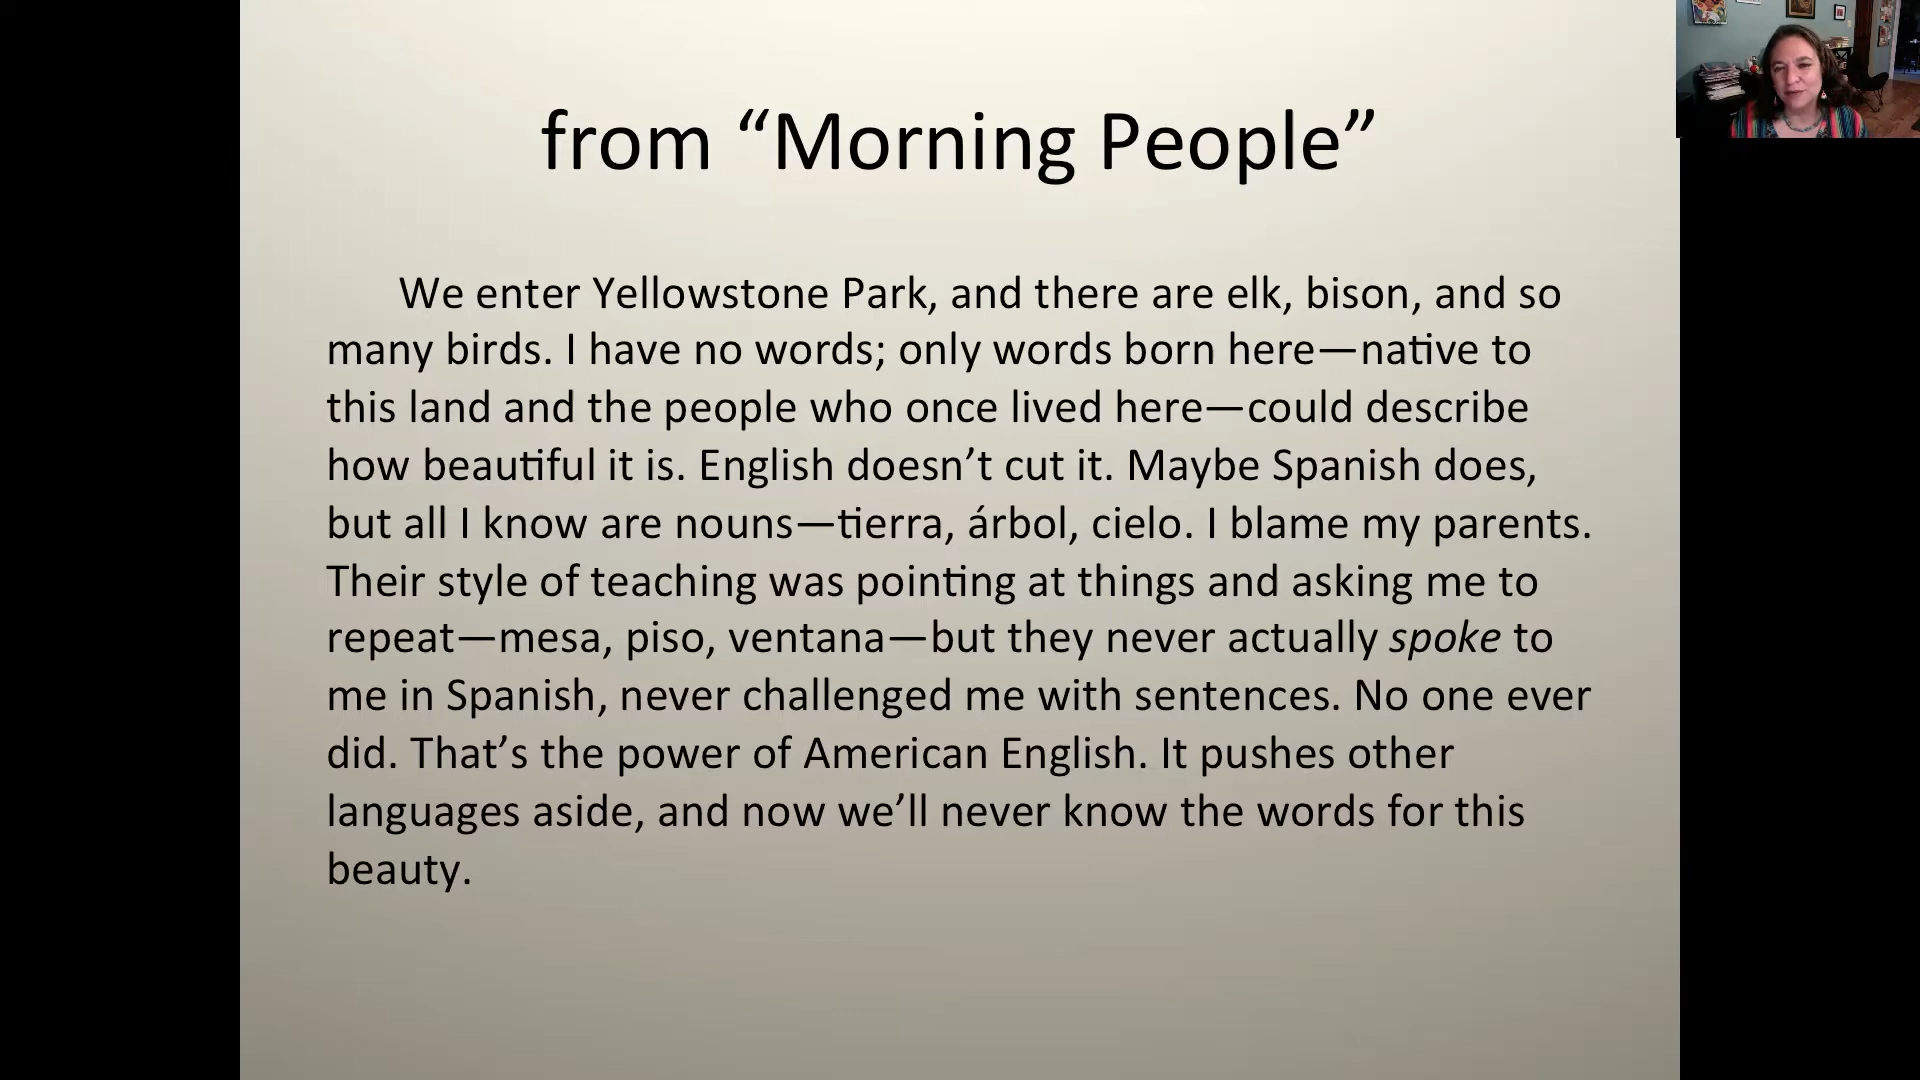 from “Morning People”
We enter Yellowstone Park, and there are elk, bison, and so
many birds. I have no words; only words born here—native to
this land and the people who once lived here—could describe
how beautiful it is. English doesn’t cut it. Maybe Spanish does,
but all I know are nouns—tierra, árbol, cielo. I blame my parents.
Their style of teaching was pointing at things and asking me to
repeat—mesa, piso, ventana—but they never actually spoke to
me in Spanish, never challenged me with sentences. No one ever
did. That’s the power of American English. It pushes other
languages aside, and now we’ll never know the words for this
beauty.